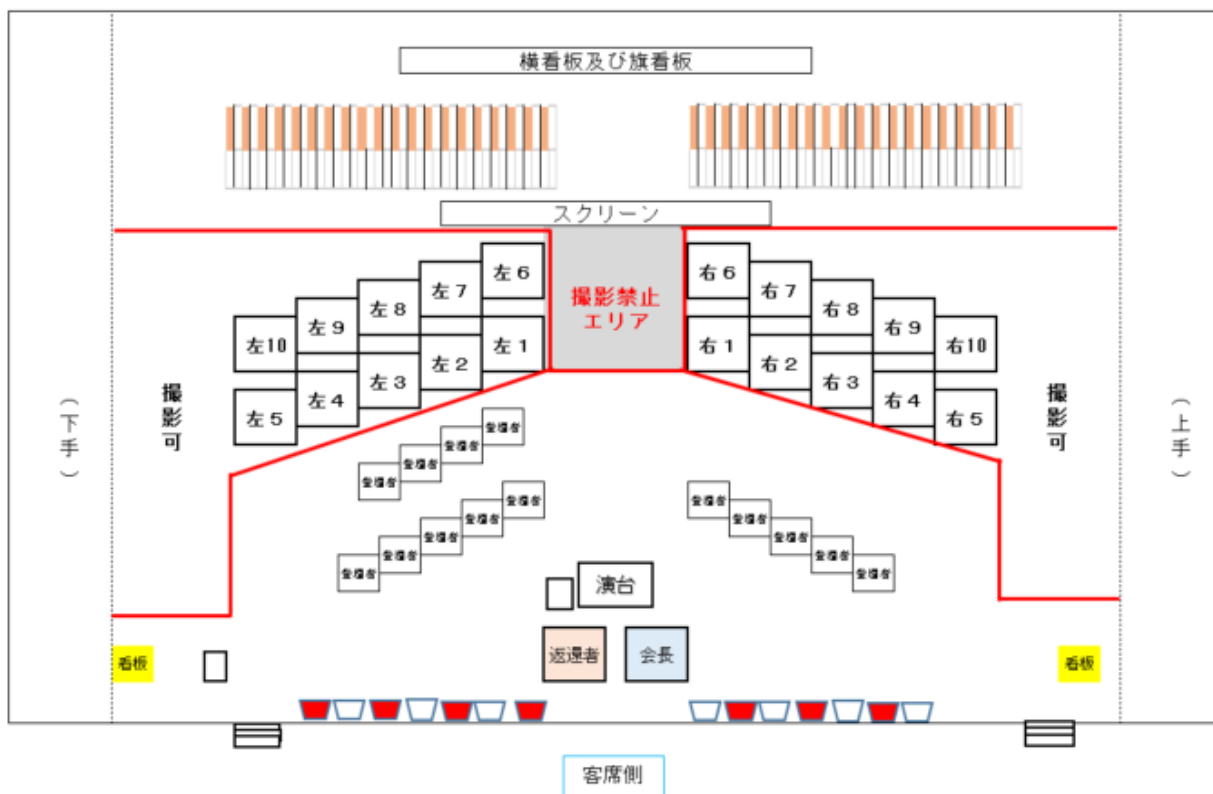 横看板及び旗看板
スクリーン
左６
右６
左７
右７
撮影禁止
エリア
左８
右８
左９
右９
左10
右10
左１
右１
左２
右２
左３
右３
左４
右４
左５
右５
撮影可
撮影可
（下手）
（上手）
登壇者
登壇者
登壇者
登壇者
登壇者
登壇者
登壇者
登壇者
登壇者
登壇者
登壇者
登壇者
登壇者
登壇者
演台
返還者
会長
看板
看板
客席側